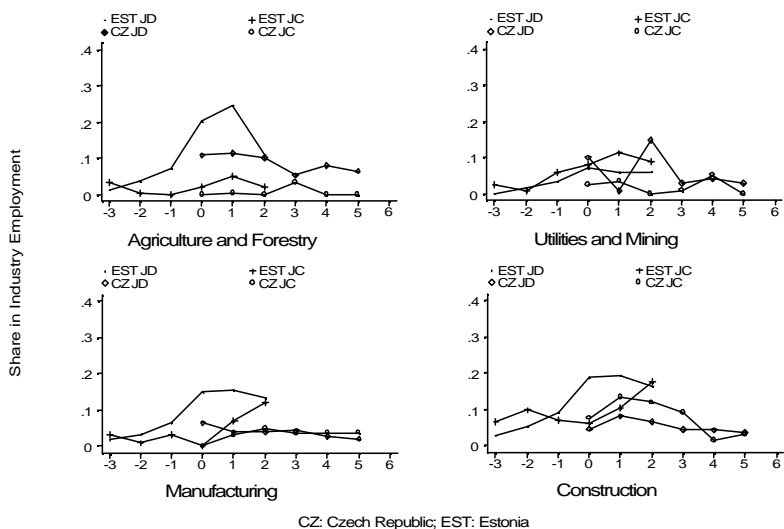 Share in Industry Employment
EST JD EST JC
CZ JD CZ JC
.4
.3
.2
.1
0
-3 -2 -1 0 1 2 3 4 5 6
Agriculture and Forestry
EST JD EST JC
CZ JD CZ JC
.4
.3
.2
.1
0
-3 -2 -1 0 1 2 3 4 5 6
Utilities and Mining
EST JD EST JC
CZ JD CZ JC
.4
.3
.2
.1
0
-3 -2 -1 0 1 2 3 4 5 6
Manufacturing
EST JD EST JC
CZ JD CZ JC
.4
.3
.2
.1
0
-3 -2 -1 0 1 2 3 4 5 6
Construction
CZ: Czech Republic; EST: Estonia